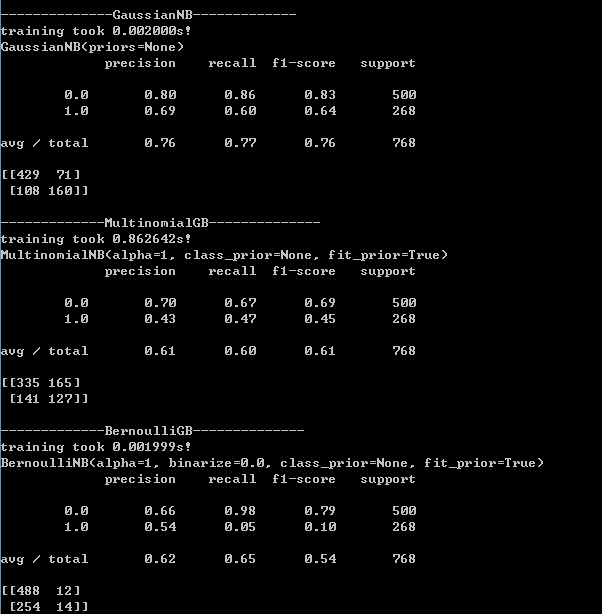 --------------GaussianNB-------------
training took 0.002000s!
GaussianNB(priors=None)
             precision    recall  f1-score   support

        0.0       0.80      0.86      0.83       500
        1.0       0.69      0.60      0.64       268

avg / total       0.76      0.77      0.76       768

[[429  71]
 [108 160]]

-------------MultinomialGB--------------
training took 0.862642s!
MultinomialNB(alpha=1, class_prior=None, fit_prior=True)
             precision    recall  f1-score   support

        0.0       0.70      0.67      0.69       500
        1.0       0.43      0.47      0.45       268

avg / total       0.61      0.60      0.61       768

[[335 165]
 [141 127]]

-------------BernoulliGB--------------
training took 0.001999s!
BernoulliNB(alpha=1, binarize=0.0, class_prior=None, fit_prior=True)
             precision    recall  f1-score   support

        0.0       0.66      0.98      0.79       500
        1.0       0.54      0.05      0.10       268

avg / total       0.62      0.65      0.54       768

[[488  12]
 [254  14]]